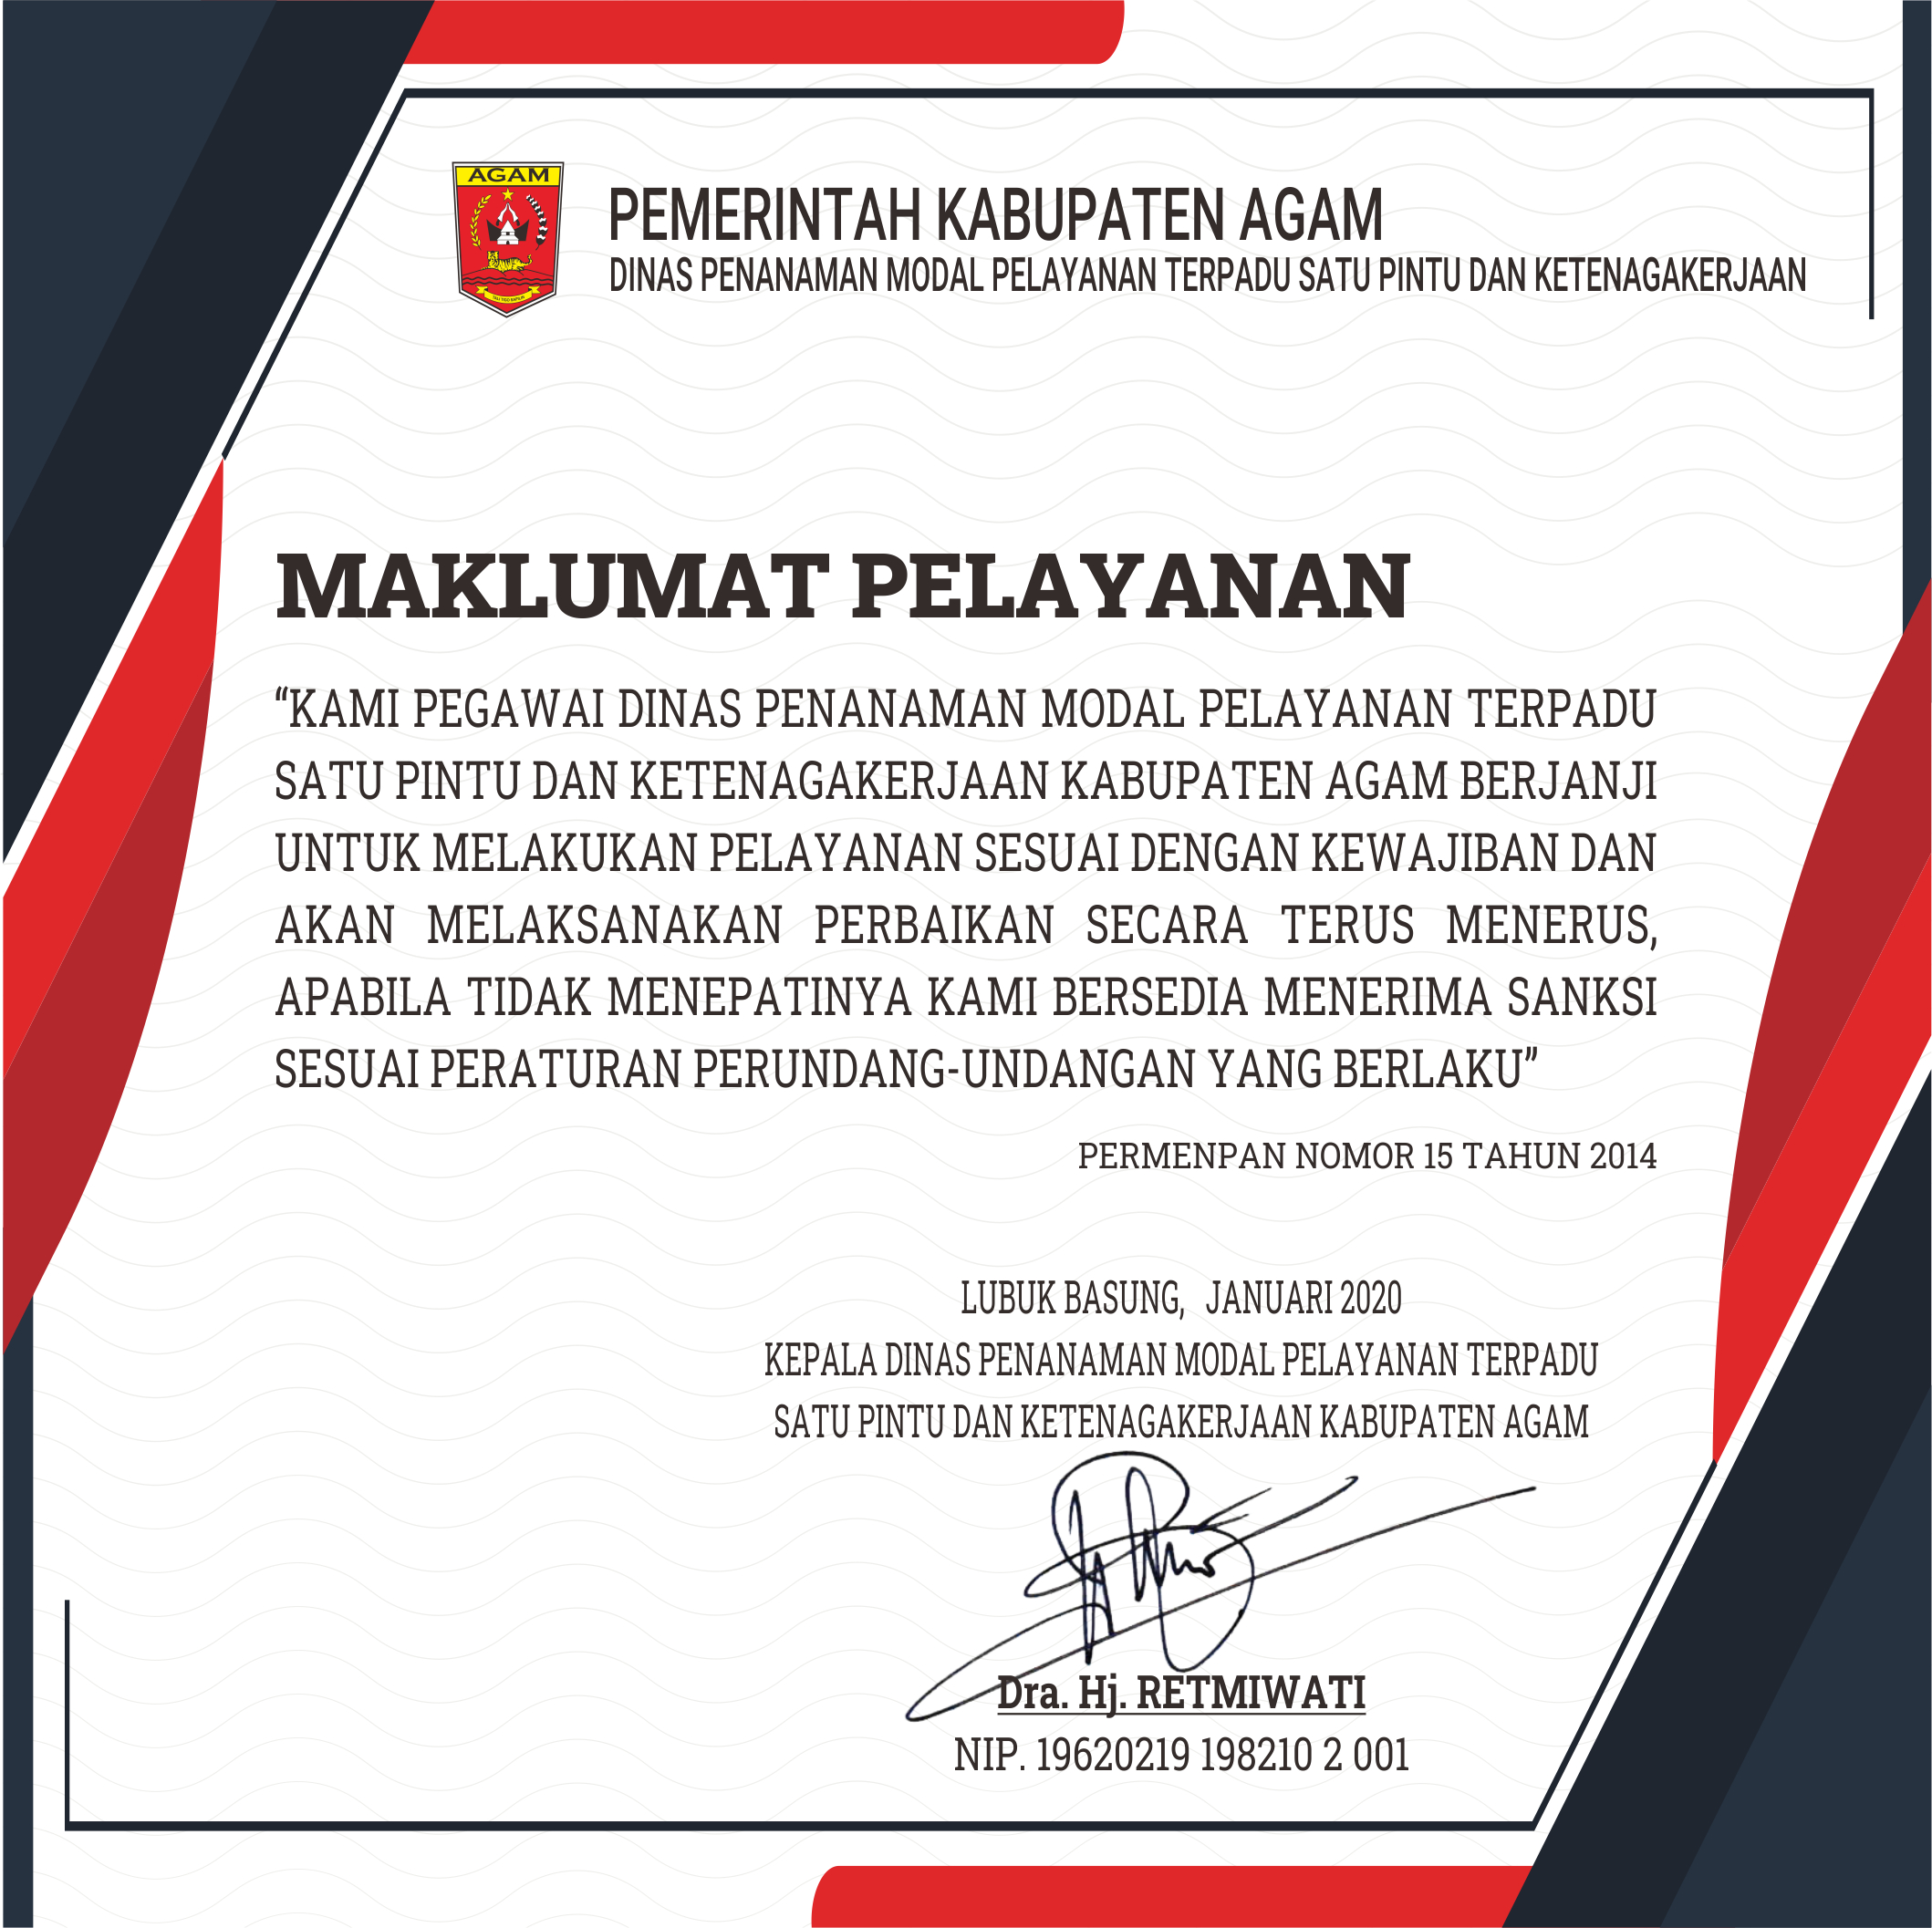 AGAM
PEMERINTAH KABUPATEN AGAM
DINAS PENANAMAN MODAL PELAYANAN TERPADU SATU PINTU DAN KETENAGAKERJAAN
MAKLUMAT PELAYANAN
“KAMI PEGAWAI DINAS PENANAMAN MODAL PELAYANAN TERPADU
SATU PINTU DAN KETENAGAKERJAAN KABUPATEN AGAM BERJANJI
UNTUK MELAKUKAN PELAYANAN SESUAI DENGAN KEWAJIBAN DAN
AKAN MELAKSANAKAN PERBAIKAN SECARA TERUS MENERUS,
APABILA TIDAK MENEPATINYA KAMI BERSEDIA MENERIMA SANKSI
SESUAI PERATURAN PERUNDANG-UNDANGAN YANG BERLAKU”
PERMENPAN NOMOR 15 TAHUN 2014
LUBUK BASUNG, JANUARI 2020
KEPALA DINAS PENANAMAN MODAL PELAYANAN TERPADU
SATU PINTU DAN KETENAGAKERJAAN KABUPATEN AGAM
Dra. Hj. RETMIWATI
NIP. 19620219 198210 2 001